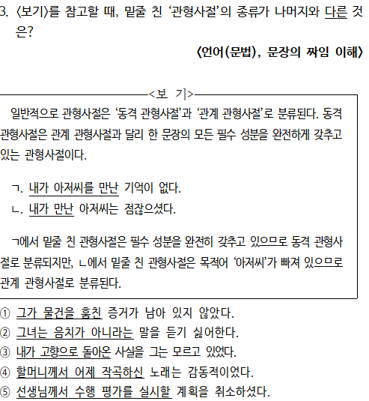 3. <보기>를 참고할 때, 밑줄 친 ‘관형사절’의 종류가 나머지와 다른 것
은?
<언어(문법), 문장의 짜임 이해>
<보 기>
일반적으로 관형사절은 ‘동격 관형사절’과 ‘관계 관형사절’로 분류된다. 동격
관형사절은 관계 관형사절과 달리 한 문장의 모든 필수 성분을 완전하게 갖추고
있는 관형사절이다.
ㄱ. 내가 아저씨를 만난 기억이 없다.
ㄴ. 내가 만난 아저씨는 점잖으셨다.
ㄱ에서 밑줄 친 관형사절은 필수 성분을 완전히 갖추고 있으므로 동격 관형사
절로 분류되지만, ㄴ에서 밑줄 친 관형사절은 목적어 ‘아저씨’가 빠져 있으므로
관계 관형사절로 분류된다.
① 그가 물건을 훔친 증거가 남아 있지 않았다.
② 그녀는 음치가 아니라는 말을 듣기 싫어한다.
③ 내가 고향으로 돌아온 사실을 그는 모르고 있었다.
④ 할머니께서 어제 작곡하신 노래는 감동적이었다.
⑤ 선생님께서 수행 평가를 실시할 계획을 취소하셨다.